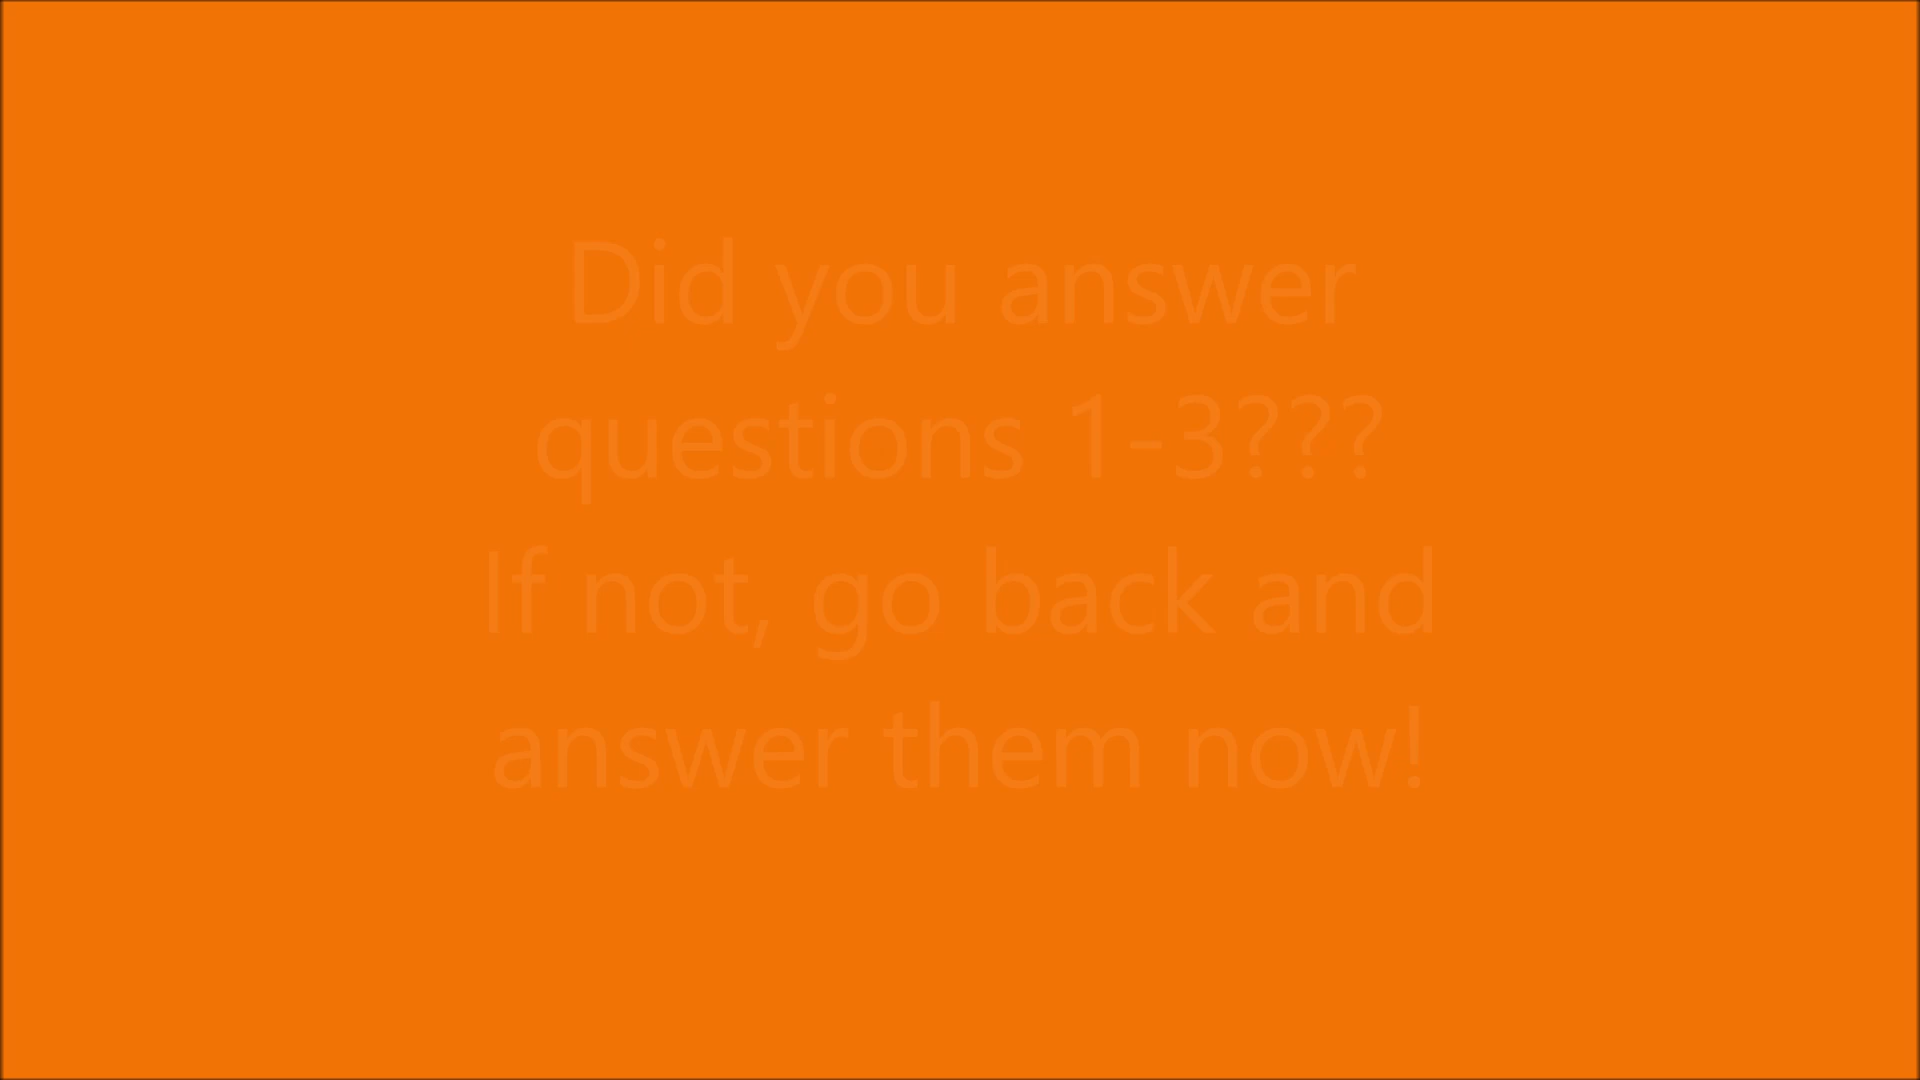 Did you answer
questions 1-3???
If not, go back and
answer them now!